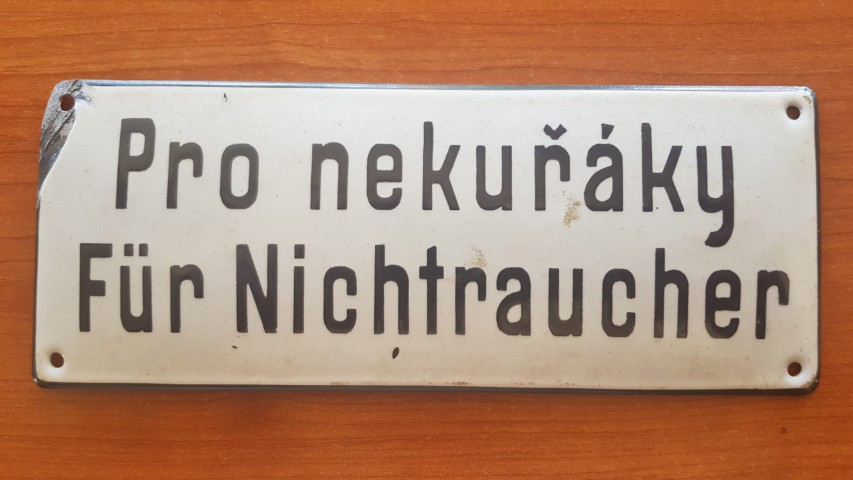 Pro nekuřáky
Für Nichtraucher